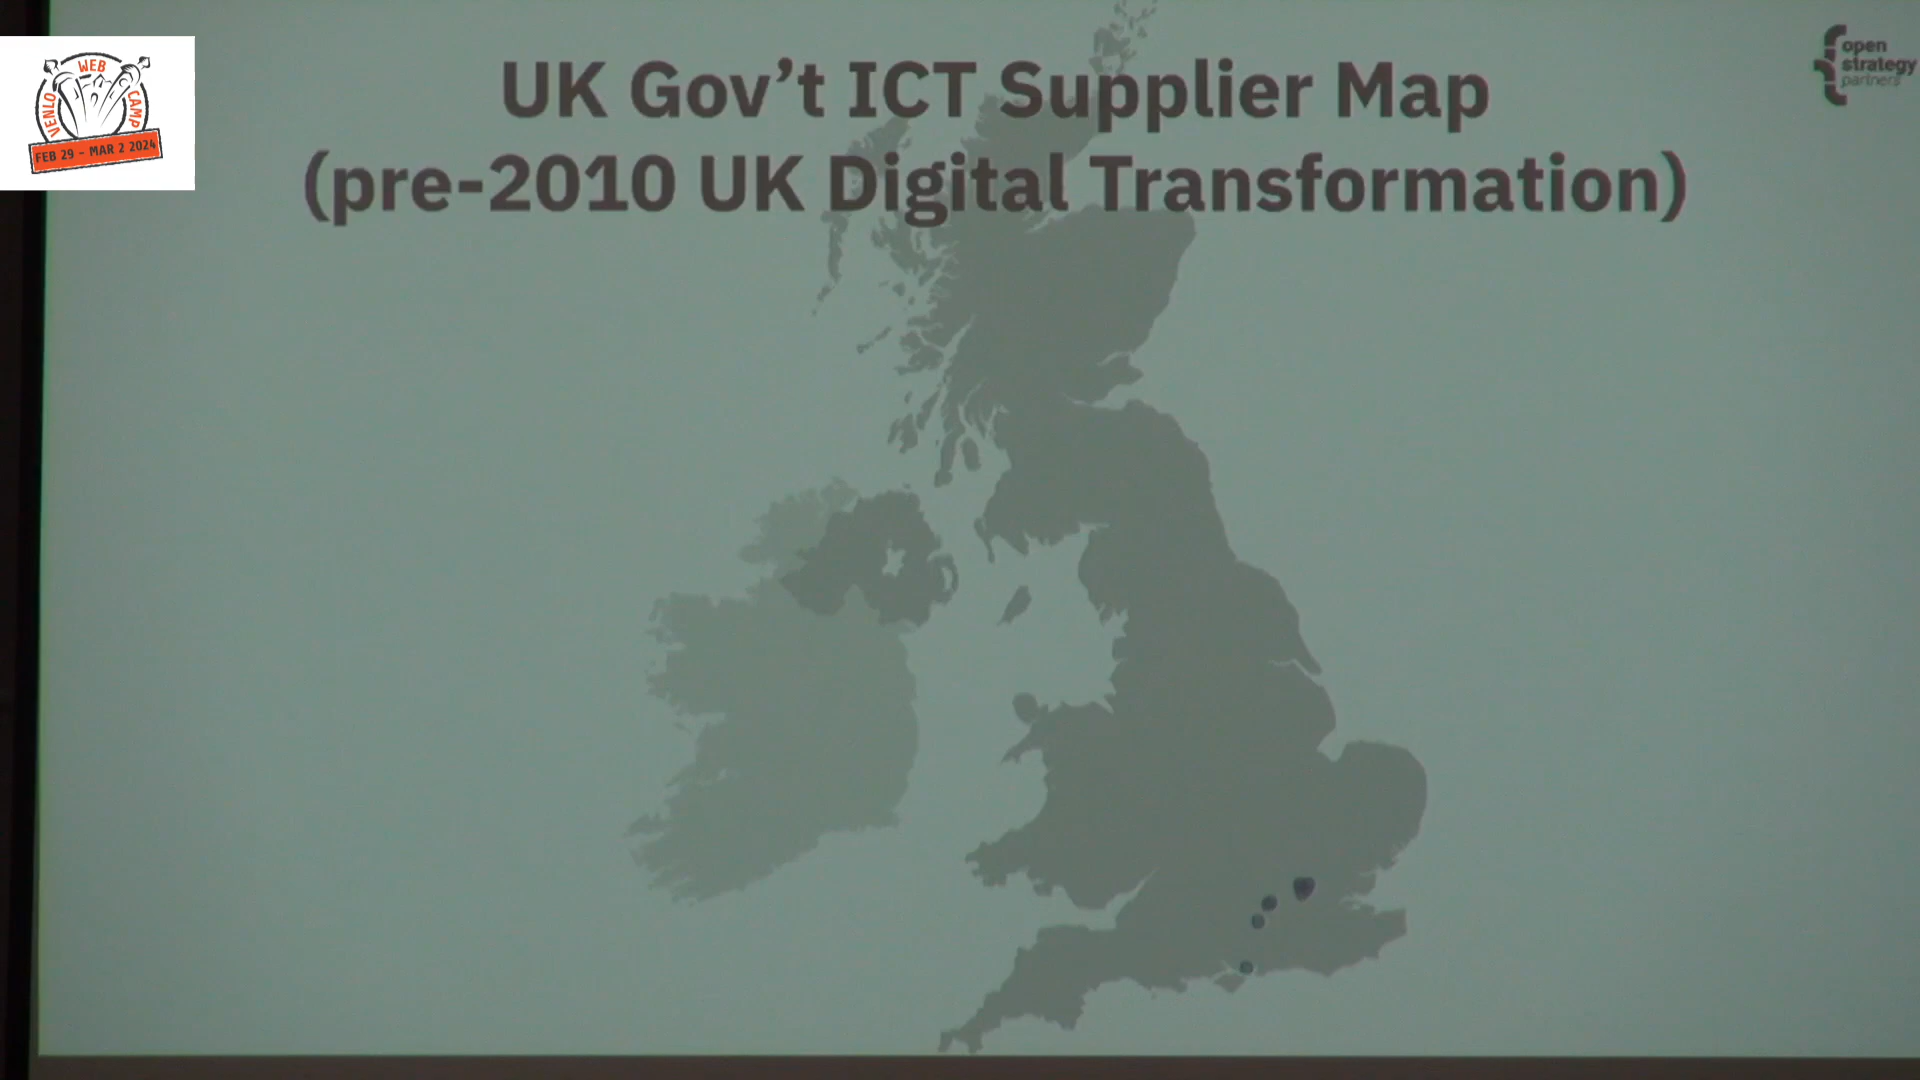 WEB
VENLO
CAMP
FEB 29 - MAR 2 2024
UK Gov't ICT Supplier Map
(pre-2010 UK Digital Transformation)
open
strategy
partners